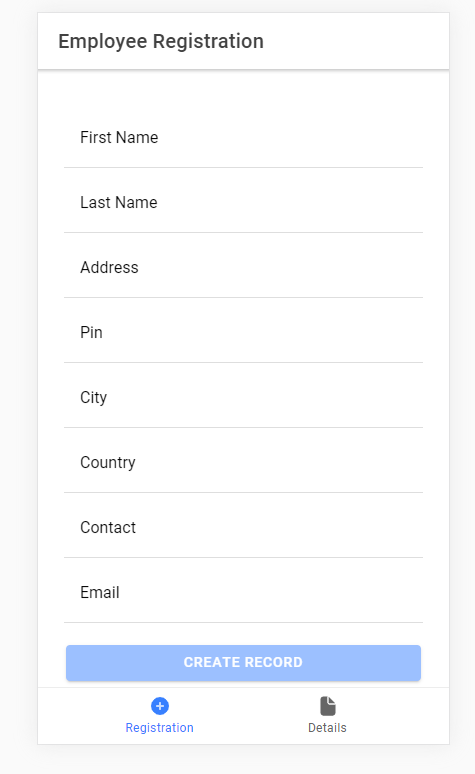 Employee Registration
First Name
Last Name
Address
Pin
City
Country
Contact
Email
CREATE RECORD
Registration Details